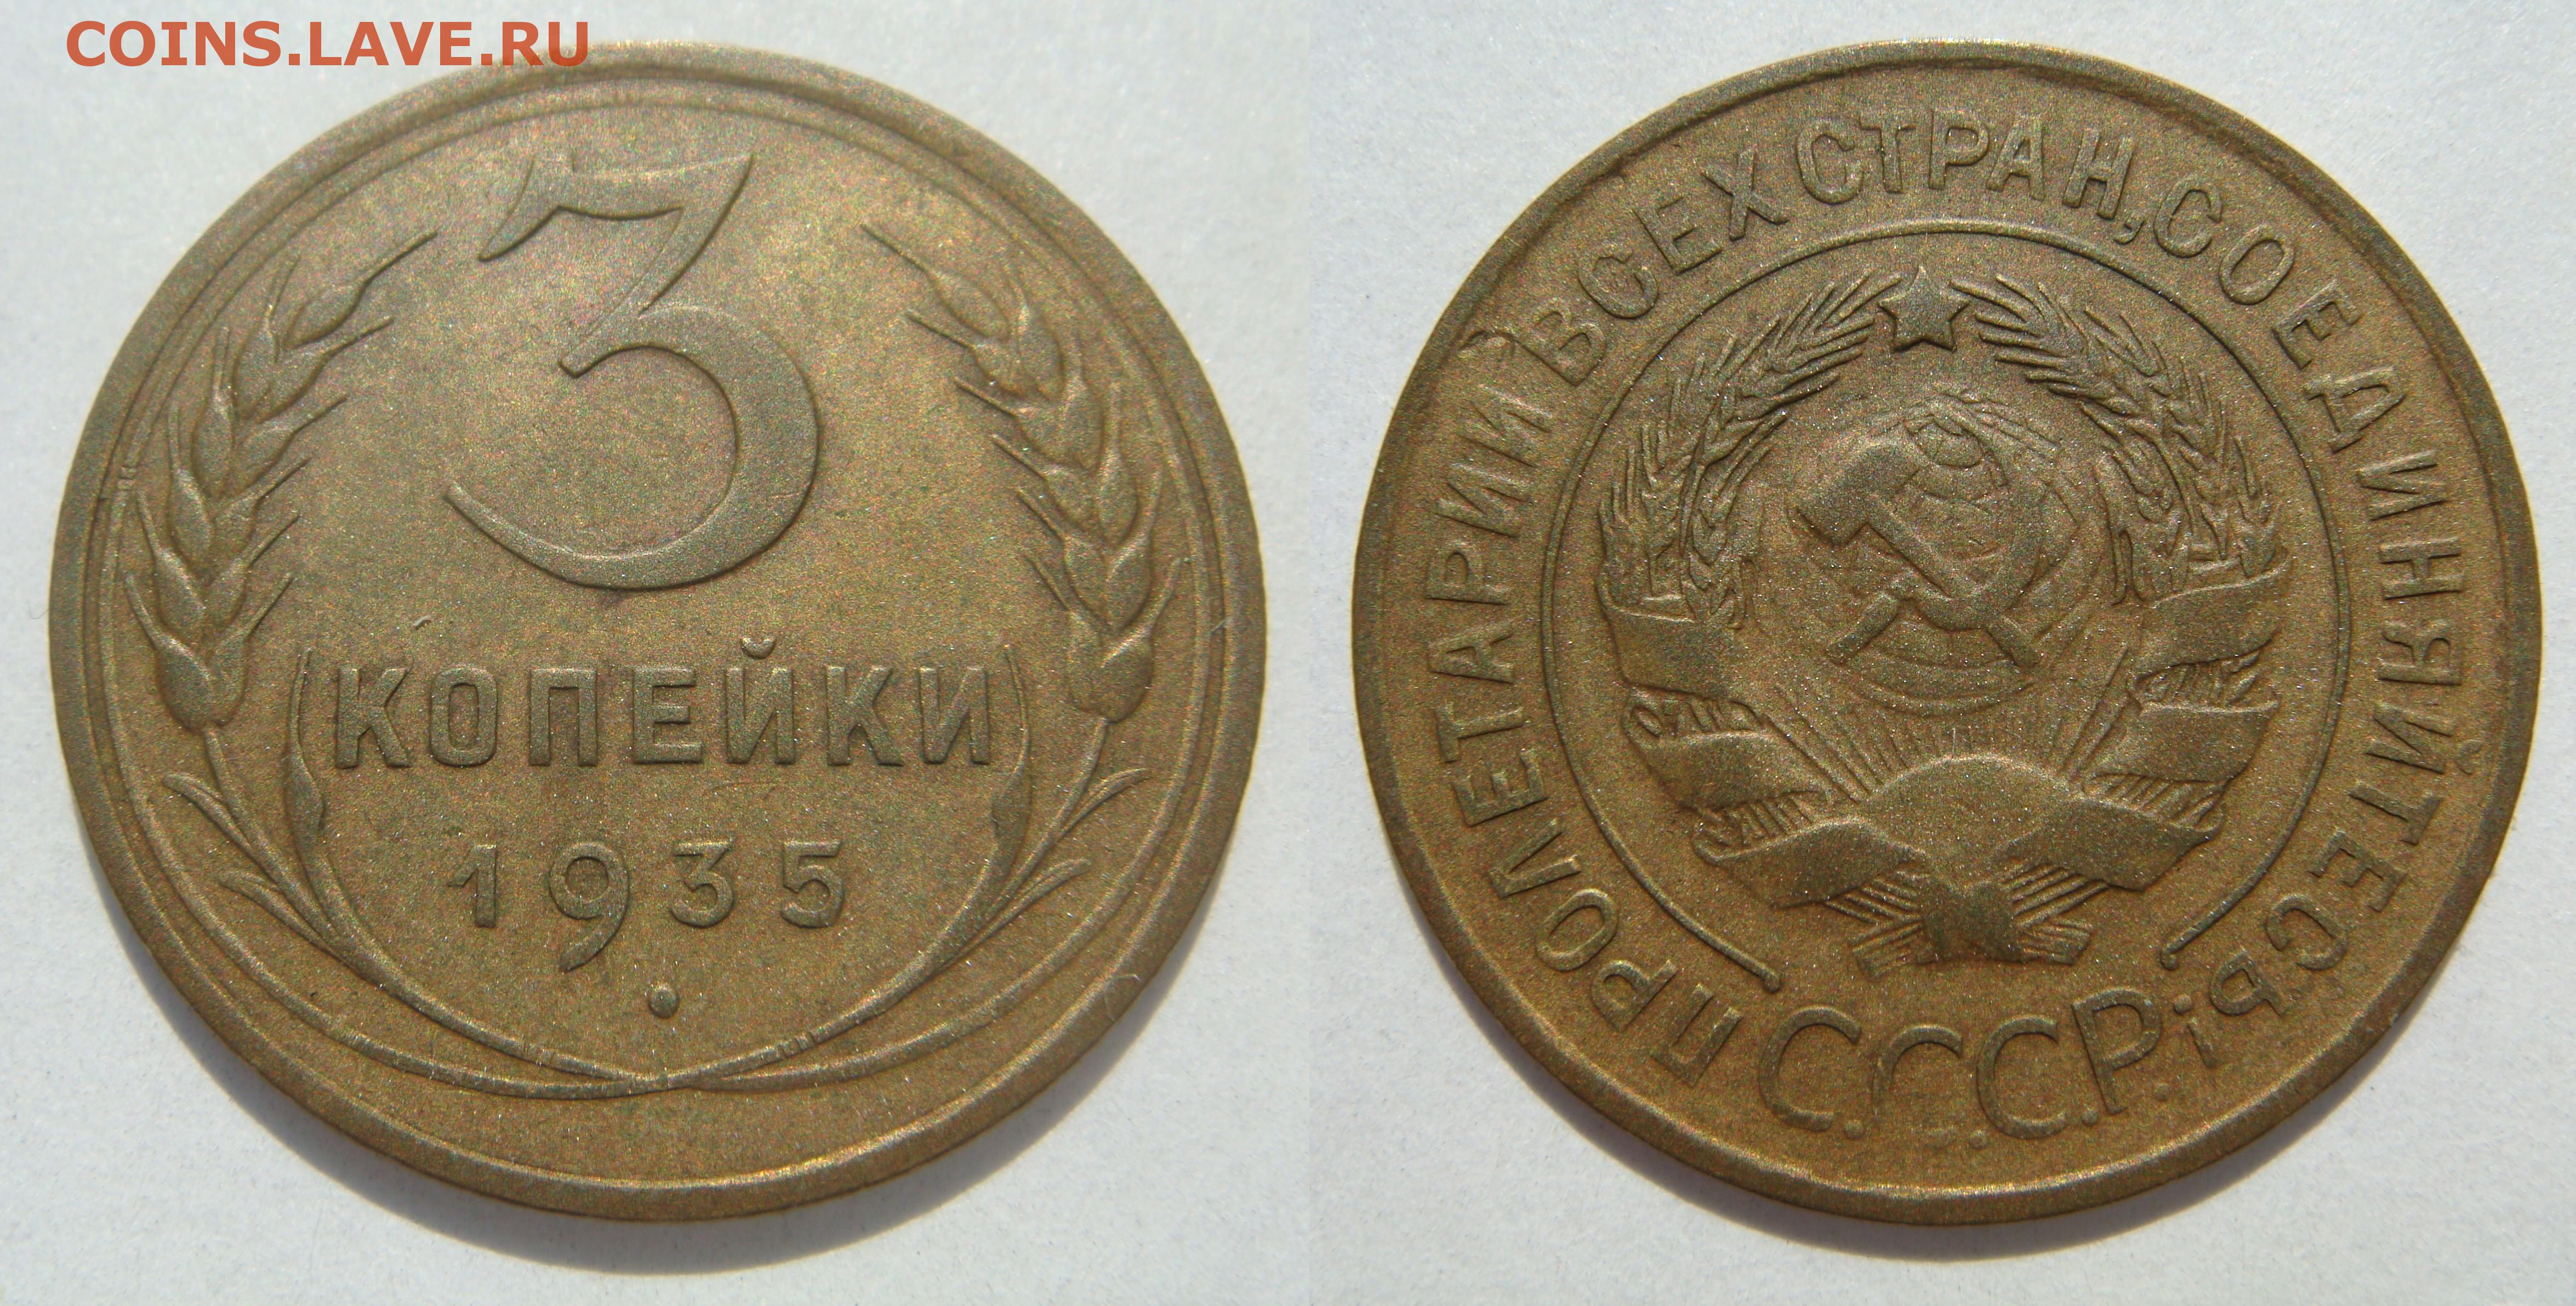 COINS.LAVE.RU
3
КОПЕЙКИ
1935
ПРОЛЕТАРИИ ВСЕХ СТРАН, СОЕДИНЯЙТЕСЬ!
С.С.С.Р.